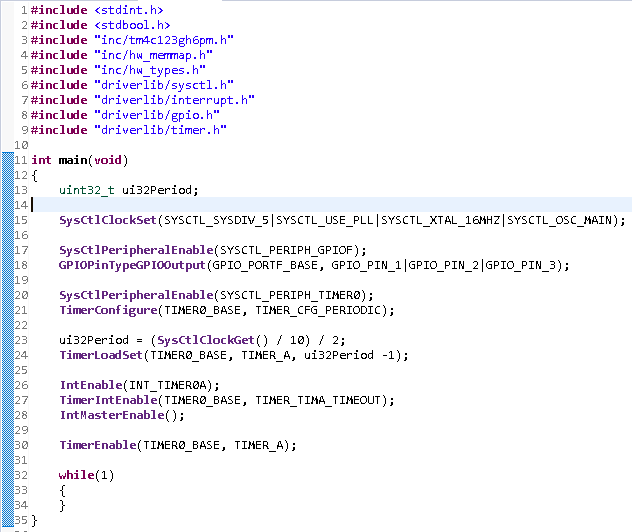 1 #include <stdint.h>
2 #include <stdbool.h>
3 #include "inc/tm4c123gh6pm.h"
4 #include "inc/hw_memmap.h"
5 #include "inc/hw_types.h"
6 #include "driverlib/sysctl.h"
7 #include "driverlib/interrupt.h"
8 #include "driverlib/gpio.h"
9 #include "driverlib/timer.h"
10
11 int main(void)
12 {
13     uint32_t ui32Period;
14
15     SysCtlClockSet(SYSCTL_SYSDIV_5|SYSCTL_USE_PLL|SYSCTL_XTAL_16MHZ|SYSCTL_OSC_MAIN);
16
17     SysCtlPeripheralEnable(SYSCTL_PERIPH_GPIOF);
18     GPIOPinTypeGPIOOutput(GPIO_PORTF_BASE, GPIO_PIN_1|GPIO_PIN_2|GPIO_PIN_3);
19
20     SysCtlPeripheralEnable(SYSCTL_PERIPH_TIMER0);
21     TimerConfigure(TIMER0_BASE, TIMER_CFG_PERIODIC);
22
23     ui32Period = (SysCtlClockGet() / 10) / 2;
24     TimerLoadSet(TIMER0_BASE, TIMER_A, ui32Period -1);
25
26     IntEnable(INT_TIMER0A);
27     TimerIntEnable(TIMER0_BASE, TIMER_TIMA_TIMEOUT);
28     IntMasterEnable();
29
30     TimerEnable(TIMER0_BASE, TIMER_A);
31
32     while(1)
33     {
34     }
35 }